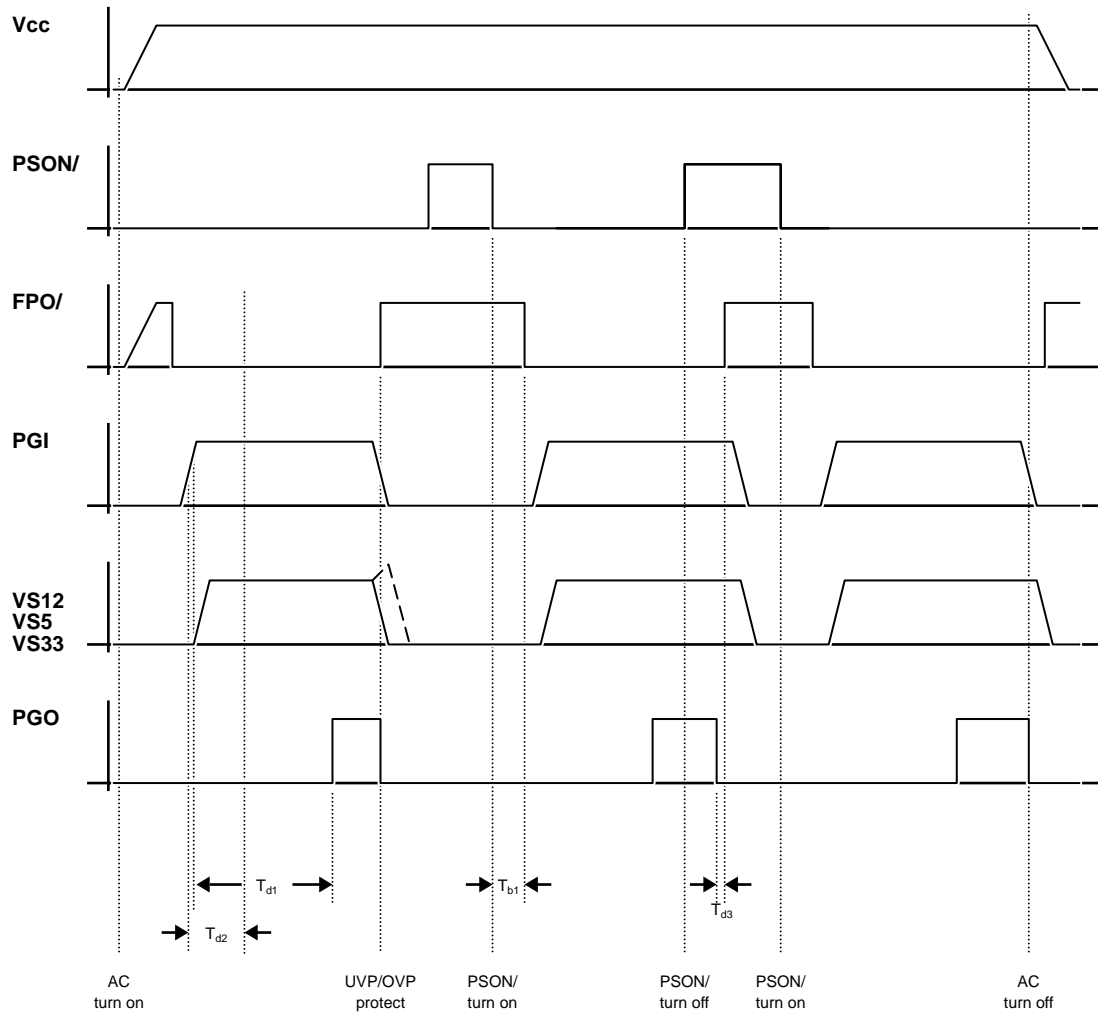 Vcc
PSON/
FPO/
PGI
VS12
VS5
VS33
PGO
Td1
Tb1
Td3
Td2
AC
turn on
UVP/OVP
protect
PSON/
turn on
PSON/
turn off
PSON/
turn on
AC
turn off